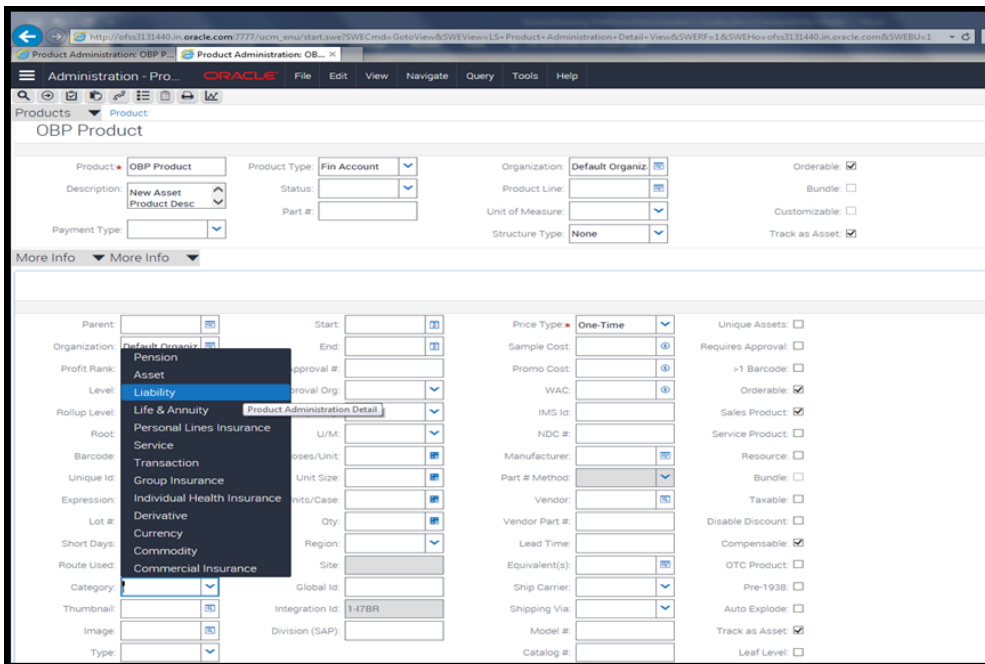 http://ofss3131440.in.oracle.com:7777/ucm_enu/start.swe?SWECmd=GotoView&SWEView=LS+Product+Administration+Detail+View&SWERF=1&SWEHo=ofss3131440.in.oracle.com&SWEBU=1
Product Administration: OBP P... Product Administration: OB... ×
Administration - Pro... ORACLE File Edit View Navigate Query Tools Help
Products Product:
OBP Product
Product: OBP Product Product Type: Fin Account Organization: Default Organiz. Orderable:
Description: New Asset Product Desc Status: Product Line: Bundle:
Part #: Unit of Measure: Customizable:
Payment Type: Structure Type: None Track as Asset:
More Info More Info
Parent: Start: Price Type: One-Time Unique Assets:
Organization: Default Organiz. End: Sample Cost: Requires Approval:
Pension
Profit Rank: pproval #: Promo Cost: >1 Barcode:
Asset
Level: Liability roval Org: WAC: Orderable:
Rollup Level: Life & Annuity Product Administration Detail IMS Id: Sales Product:
Root: Personal Lines Insurance U/M: NDC #: Service Product:
Service
Barcode: oses/Unit: Manufacturer: Resource:
Transaction
Unique Id: Group Insurance Unit Size: Part # Method: Bundle:
Expression: Individual Health Insurance nits/Case: Vendor: Taxable:
Lot #: Derivative Qty: Vendor Part #: Disable Discount:
Currency
Short Days: Commodity Region: Lead Time: Compensable:
Route Used: Commercial Insurance Site: Equivalent(s): OTC Product:
Category: Global Id: Ship Carrier: Pre-1938:
Thumbnail: Integration Id: 1-I7BR Shipping Via: Auto Explode:
Image: Division (SAP): Model #: Track as Asset:
Type: Catalog #: Leaf Level: